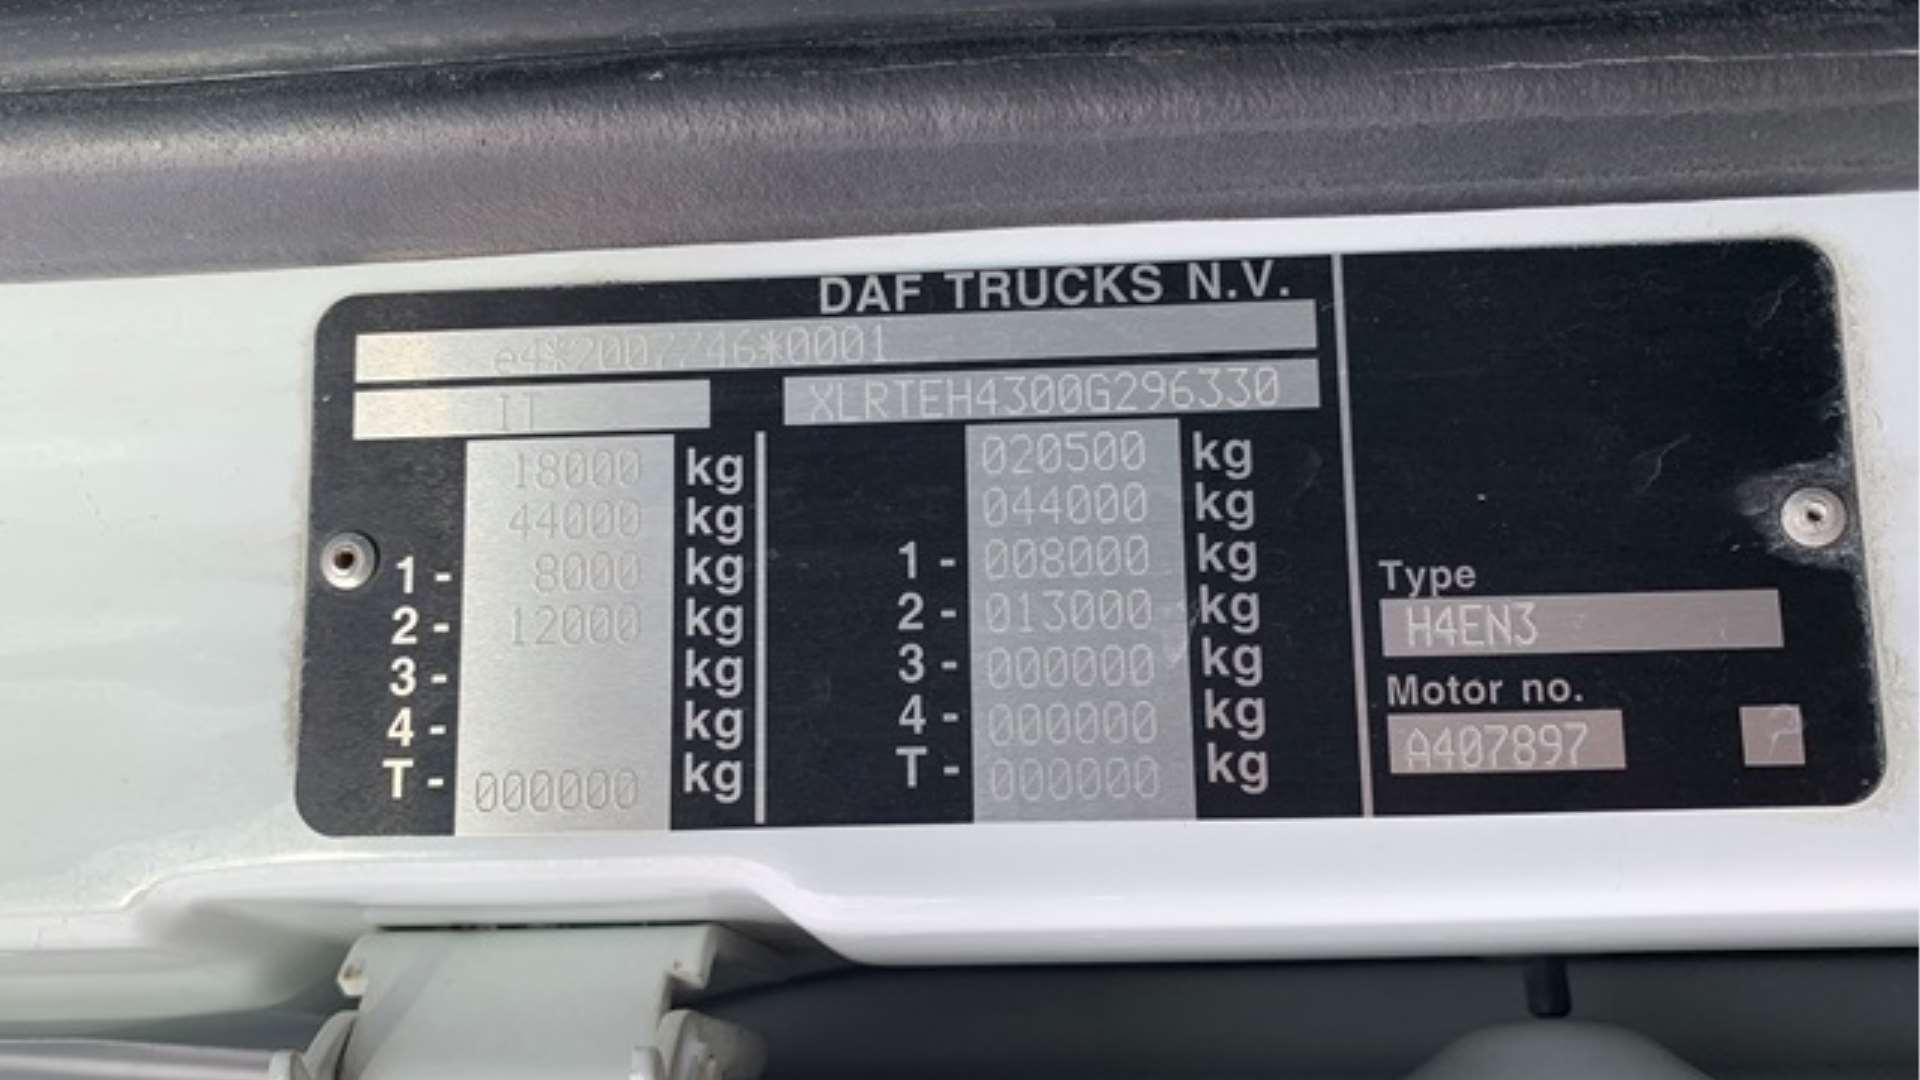 DAF TRUCKS N.V.
e4*2007/46*0001
XLRTEH4300G296330
18000 kg 020500 kg
44000 kg 044000 kg
1- 8000 kg 1- 008000 kg
2- 12000 kg 2- 013000 kg
3- kg 3- 000000 kg
4- kg 4- 000000 kg
T- 000000 kg T- 000000 kg
Type
H4EN3
Motor no.
A407897